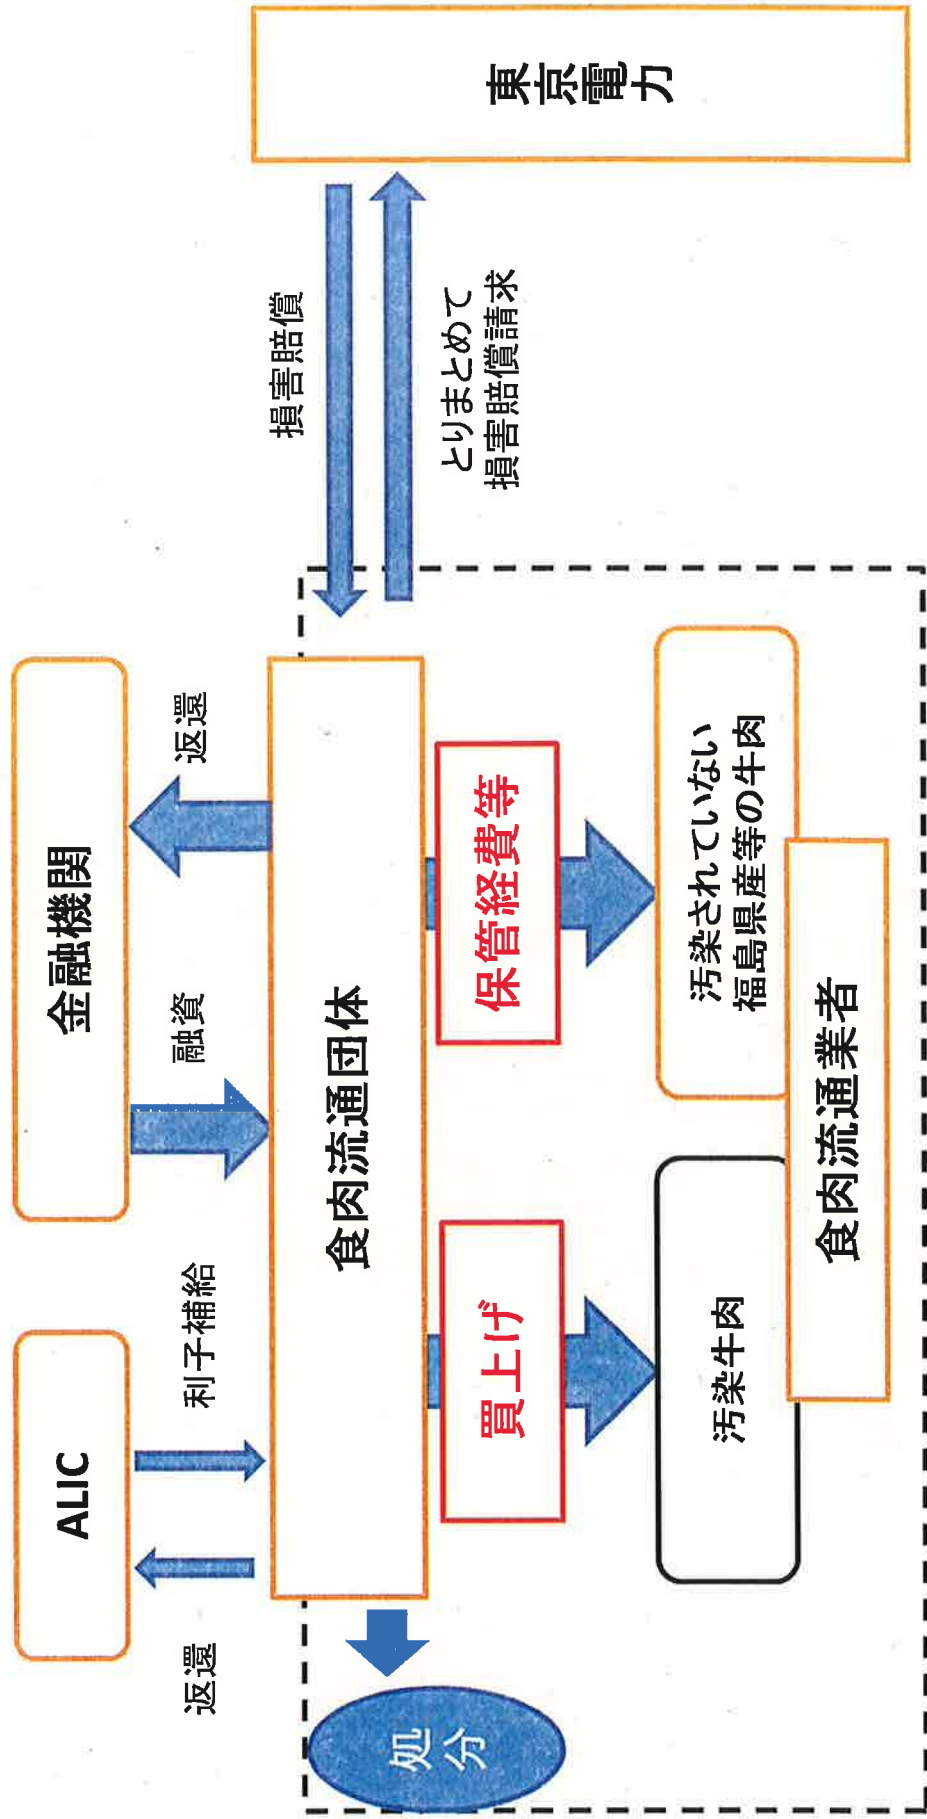 ALIC
金融機関
返還
利子補給
融資
返還
損害賠償
食肉流通団体
とりまとめて
損害賠償請求
東京電力
処分
買上げ
保管経費等
汚染牛肉
汚染されていない
福島県産等の牛肉
食肉流通業者